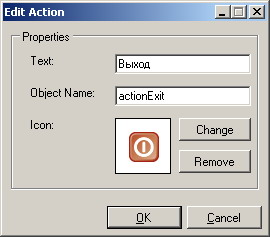 Edit Action
Properties
Text: Выход
Object Name: actionExit
Icon: Change
Remove
OK Cancel